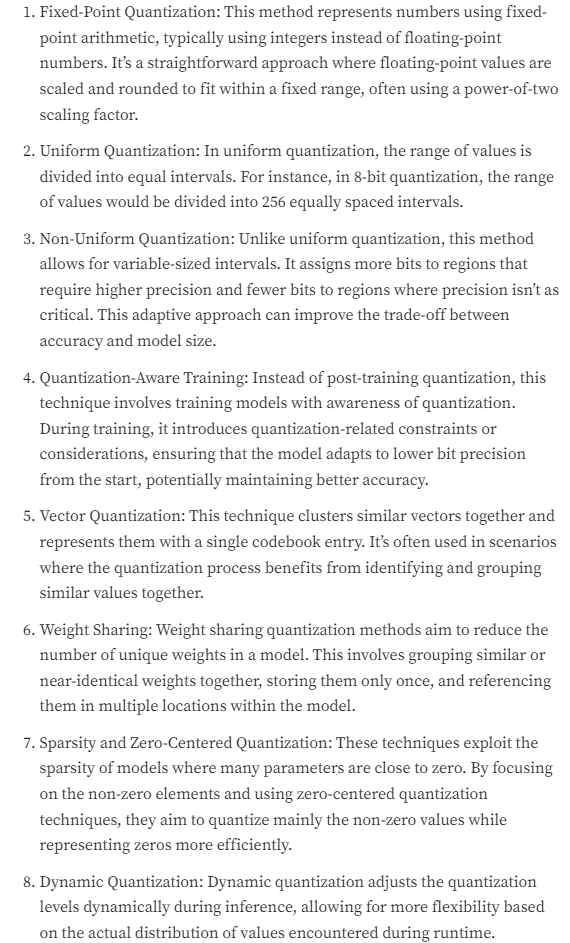 1. Fixed-Point Quantization: This method represents numbers using fixed-
point arithmetic, typically using integers instead of floating-point
numbers. It’s a straightforward approach where floating-point values are
scaled and rounded to fit within a fixed range, often using a power-of-two
scaling factor.
2. Uniform Quantization: In uniform quantization, the range of values is
divided into equal intervals. For instance, in 8-bit quantization, the range
of values would be divided into 256 equally spaced intervals.
3. Non-Uniform Quantization: Unlike uniform quantization, this method
allows for variable-sized intervals. It assigns more bits to regions that
require higher precision and fewer bits to regions where precision isn’t as
critical. This adaptive approach can improve the trade-off between
accuracy and model size.
4. Quantization-Aware Training: Instead of post-training quantization, this
technique involves training models with awareness of quantization.
During training, it introduces quantization-related constraints or
considerations, ensuring that the model adapts to lower bit precision
from the start, potentially maintaining better accuracy.
5. Vector Quantization: This technique clusters similar vectors together and
represents them with a single codebook entry. It’s often used in scenarios
where the quantization process benefits from identifying and grouping
similar values together.
6. Weight Sharing: Weight sharing quantization methods aim to reduce the
number of unique weights in a model. This involves grouping similar or
near-identical weights together, storing them only once, and referencing
them in multiple locations within the model.
7. Sparsity and Zero-Centered Quantization: These techniques exploit the
sparsity of models where many parameters are close to zero. By focusing
on the non-zero elements and using zero-centered quantization
techniques, they aim to quantize mainly the non-zero values while
representing zeros more efficiently.
8. Dynamic Quantization: Dynamic quantization adjusts the quantization
levels dynamically during inference, allowing for more flexibility based
on the actual distribution of values encountered during runtime.